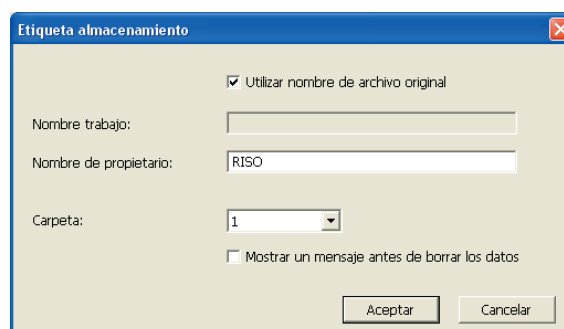 Etiqueta almacenamiento
Utilizar nombre de archivo original
Nombre trabajo:
Nombre de propietario: RISO
Carpeta: 1
Mostrar un mensaje antes de borrar los datos
Aceptar Cancelar